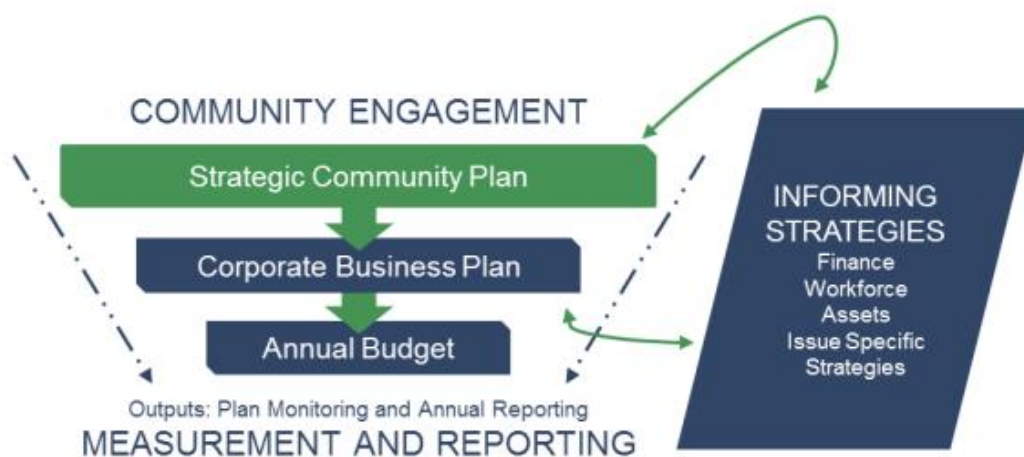 COMMUNITY ENGAGEMENT
Strategic Community Plan
Corporate Business Plan
Annual Budget
Outputs: Plan Monitoring and Annual Reporting
MEASUREMENT AND REPORTING
INFORMING
STRATEGIES
Finance
Workforce
Assets
Issue Specific
Strategies